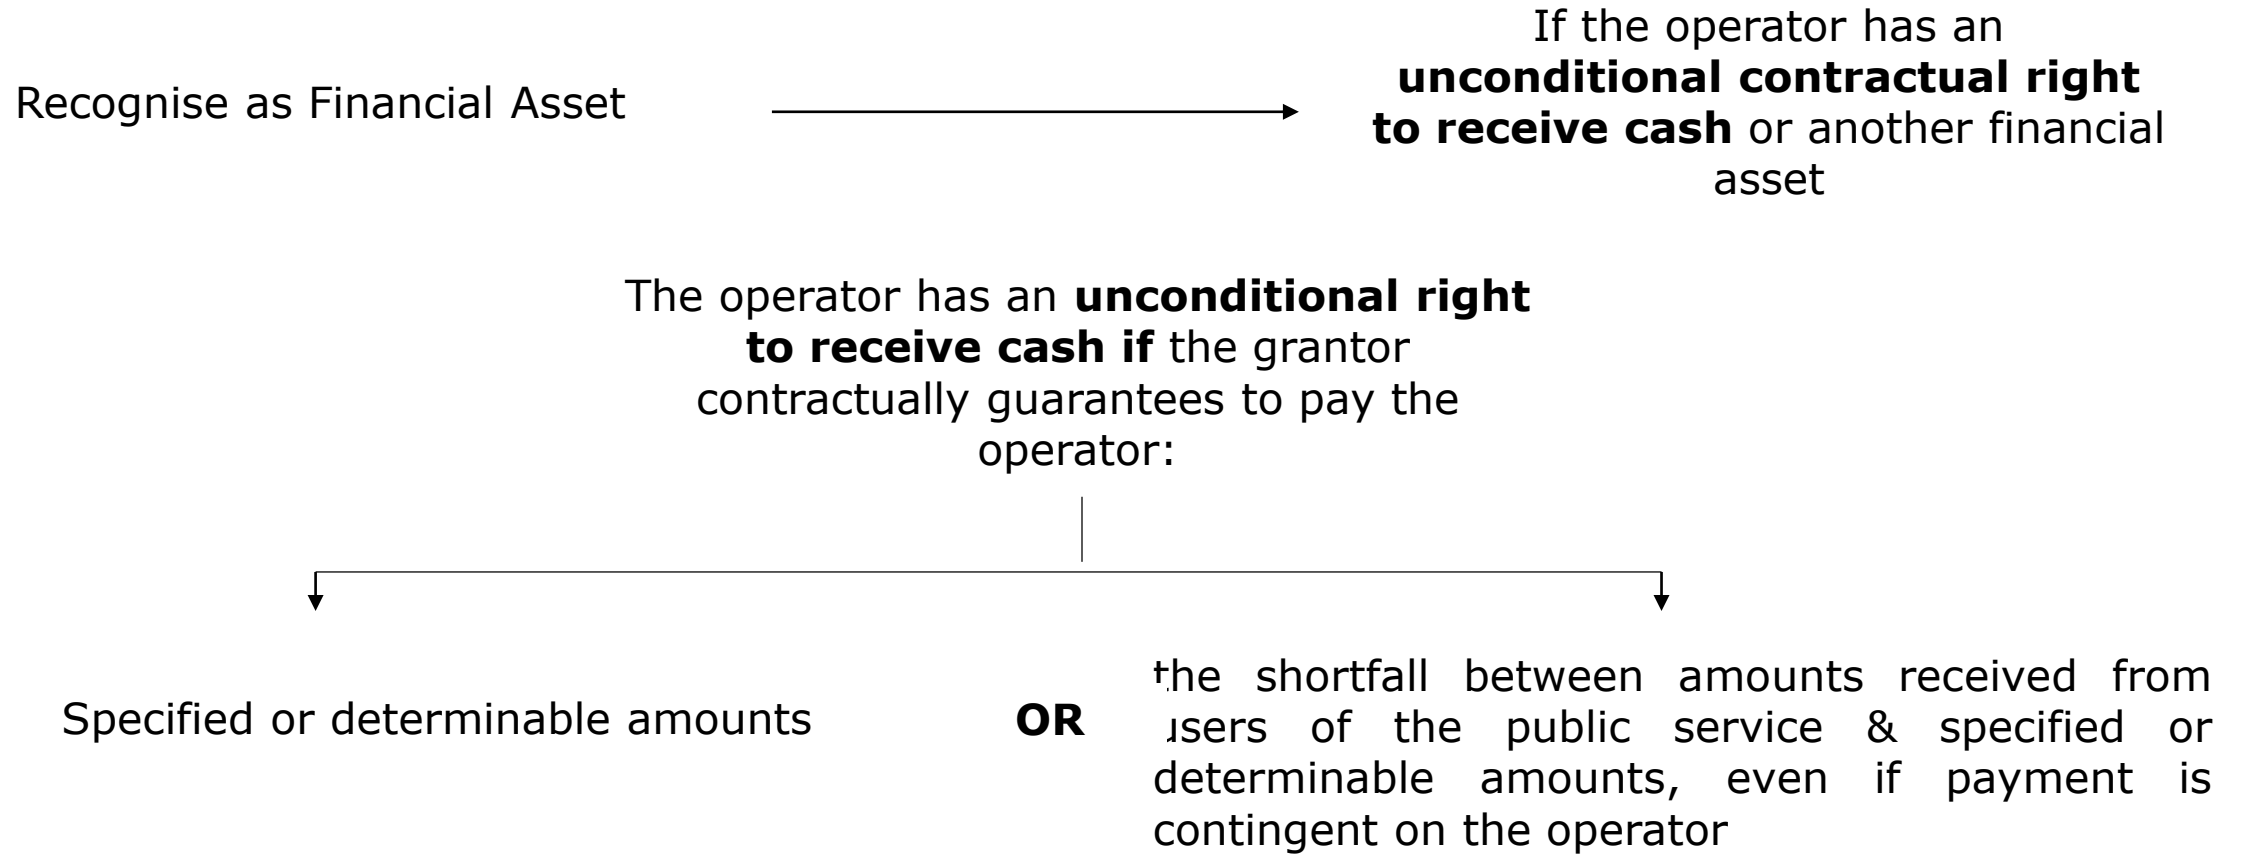 Recognise as Financial Asset
If the operator has an
unconditional contractual right
to receive cash or another financial
asset
The operator has an unconditional right
to receive cash if the grantor
contractually guarantees to pay the
operator:
Specified or determinable amounts
OR
the shortfall between amounts received from
users of the public service & specified or
determinable amounts, even if payment is
contingent on the operator